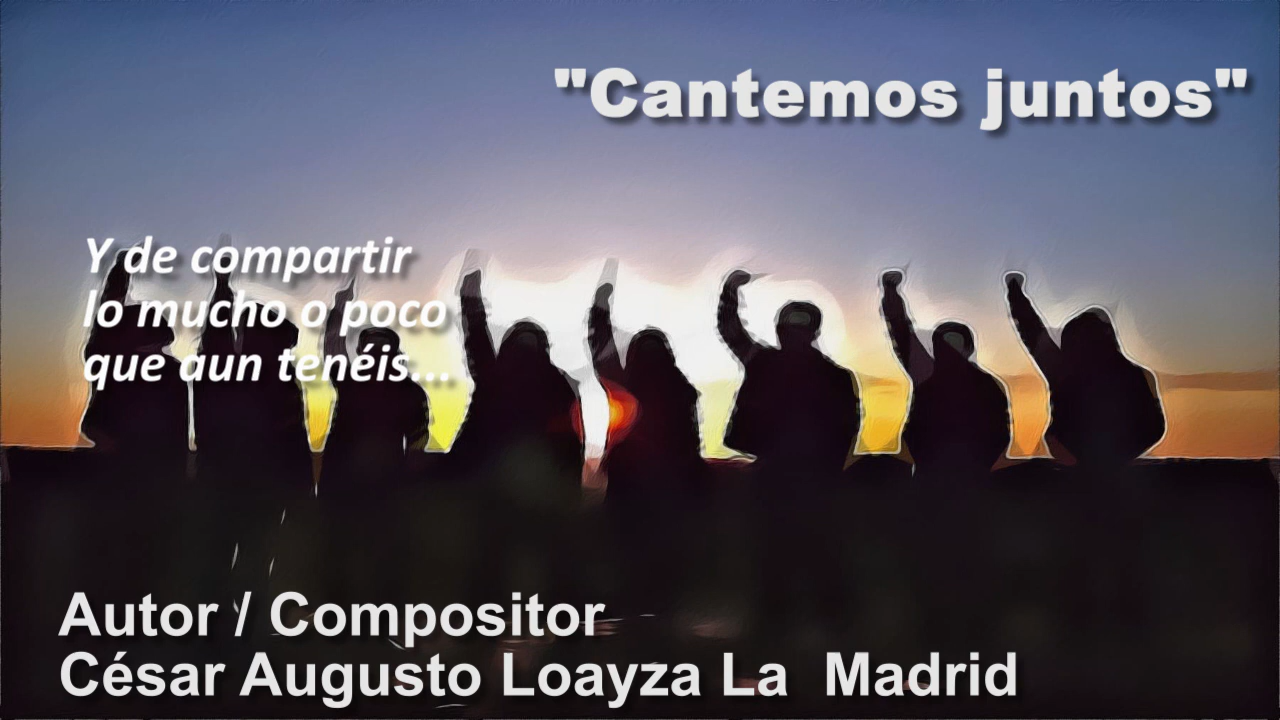 "Cantemos juntos"
Y de compartir
lo mucho o poco
que aun tenéis...
Autor / Compositor
César Augusto Loayza La  Madrid